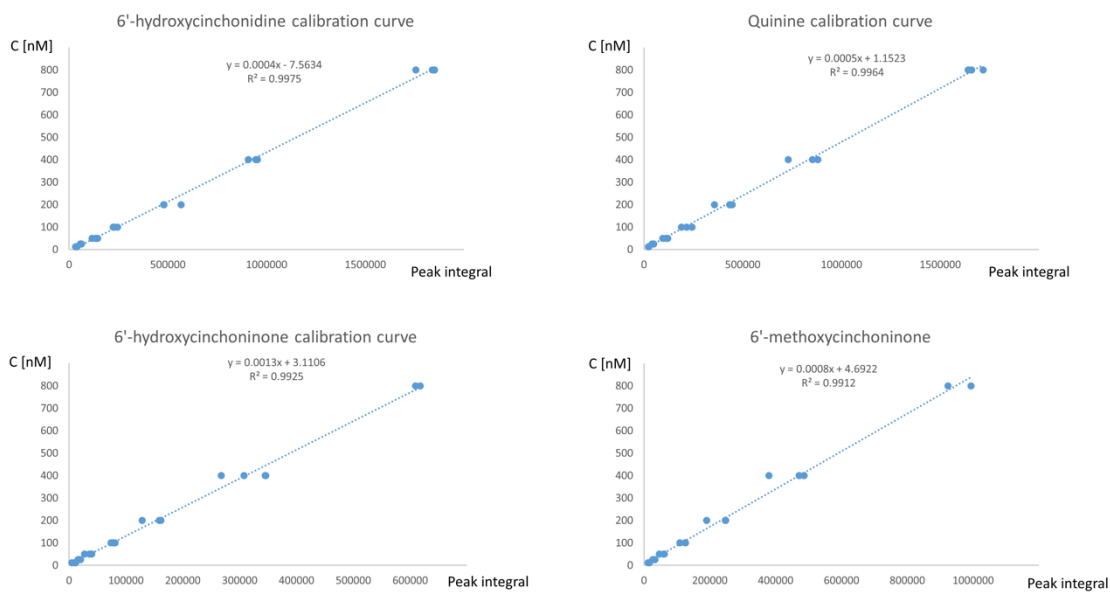 6'-hydroxycinchonidine calibration curve
C [nM]
y = 0.0004x - 7.5634
R² = 0.9975
800
700
600
500
400
300
200
100
0
0 500000 1000000 1500000
Peak integral
Quinine calibration curve
C [nM]
y = 0.0005x + 1.1523
R² = 0.9964
800
700
600
500
400
300
200
100
0
0 500000 1000000 1500000
Peak integral
6'-hydroxycinchoninone calibration curve
C [nM]
y = 0.0013x + 3.1106
R² = 0.9925
800
700
600
500
400
300
200
100
0
0 100000 200000 300000 400000 500000 600000
Peak integral
6'-methoxycinchoninone
C [nM]
y = 0.0008x + 4.6922
R² = 0.9912
800
700
600
500
400
300
200
100
0
0 200000 400000 600000 800000 1000000
Peak integral